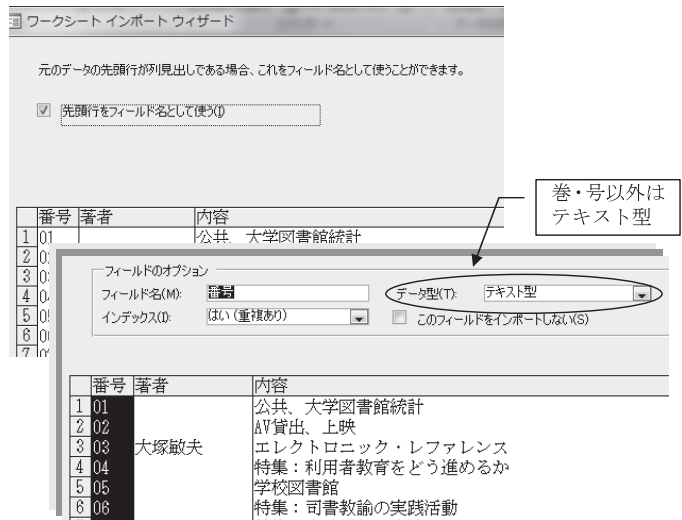 ワークシート インポート ウィザード
元のデータの先頭行が列見出しである場合、これをフィールド名として使うことができます。
先頭行をフィールド名として使う(I)
巻・号以外は
テキスト型
番号 著者 内容
1 01 公共、大学図書館統計
2
3
4
5
6
7
フィールドのオプション
フィールド名(M): 番号 データ型(T): テキスト型
インデックス(I): はい (重複あり) このフィールドをインポートしない(S)
番号 著者 内容
1 01 公共、大学図書館統計
2 02 AV貸出、上映
3 03 大塚敏夫 エレクトロニック・レファレンス
4 04 特集：利用者教育をどう進めるか
5 05 学校図書館
6 06 特集：司書教諭の実践活動